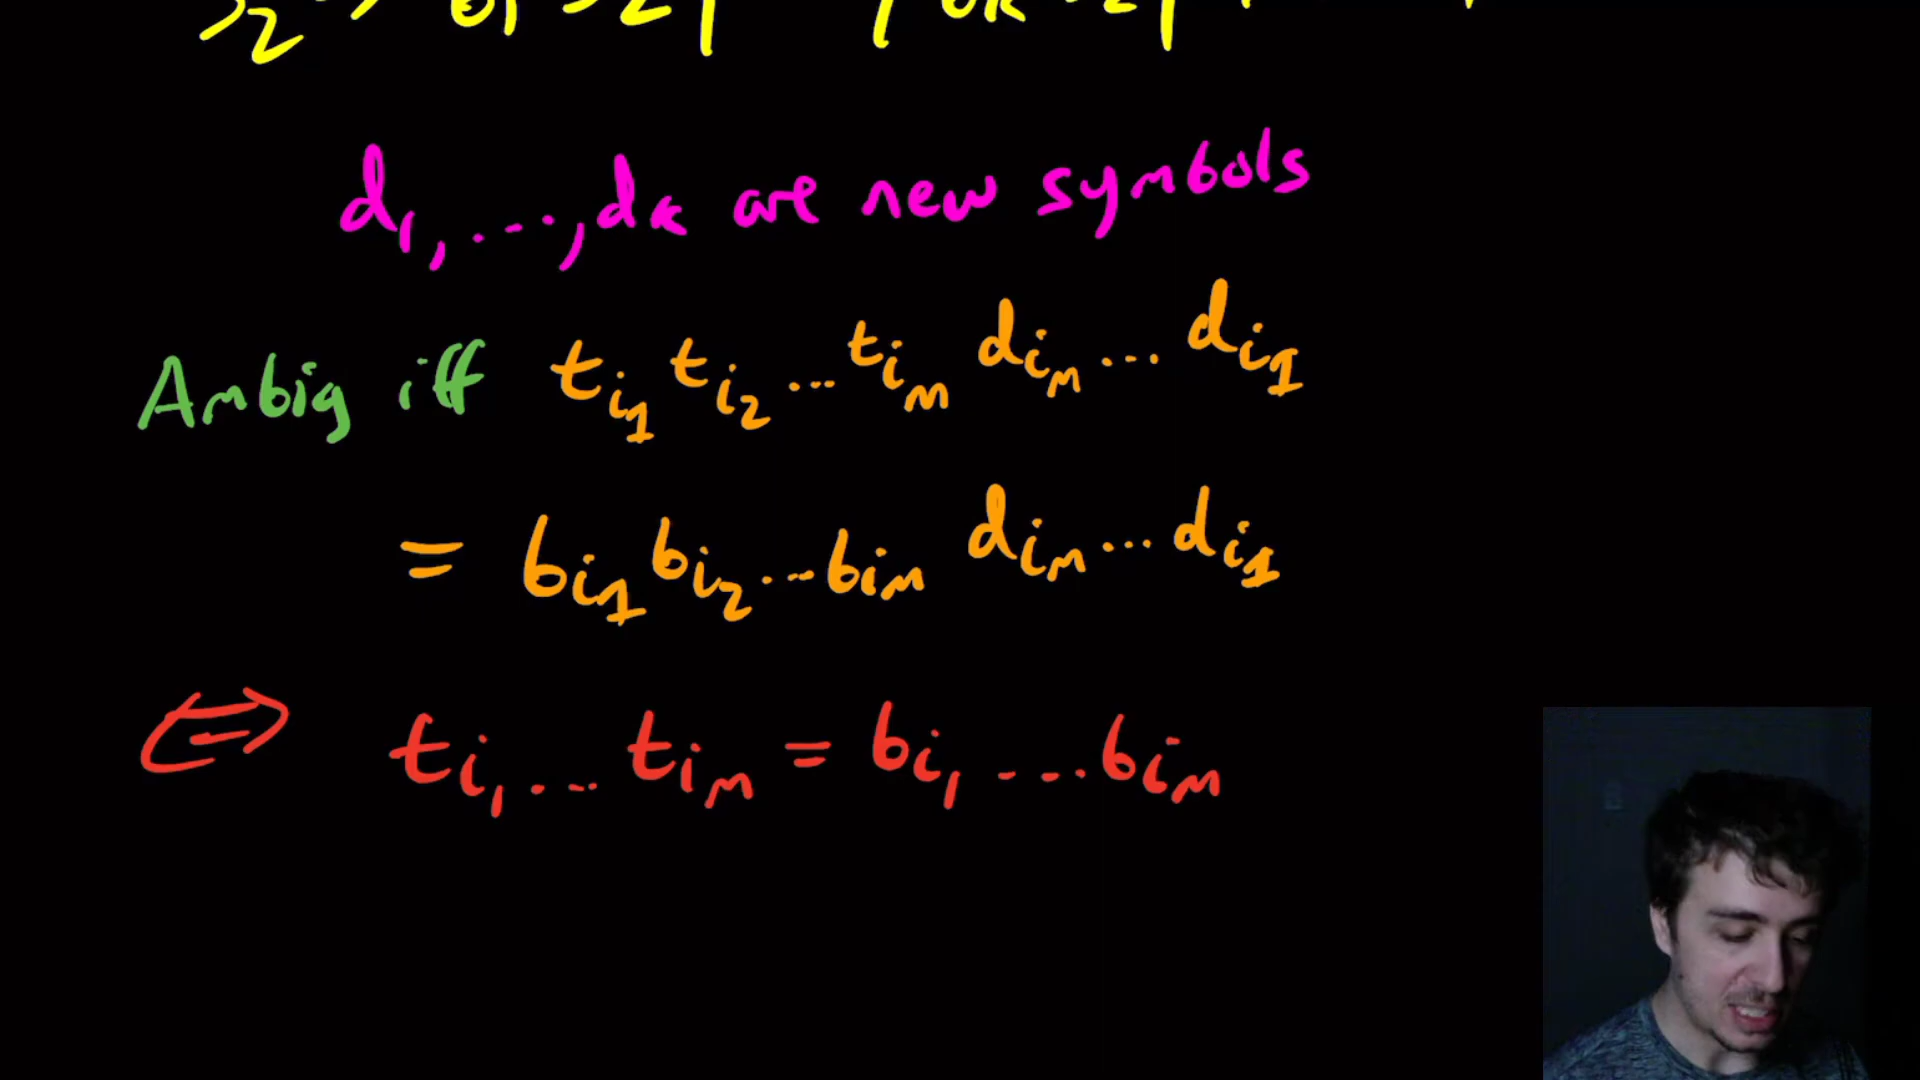 d₁, ..., dₖ are new symbols
Ambig iff tᵢ₁ tᵢ₂ ... tᵢₘ dᵢₘ ... dᵢ₁
= bᵢ₁ bᵢ₂ ... bᵢₘ dᵢₘ ... dᵢ₁
⇔ tᵢ₁ ... tᵢₘ = bᵢ₁ ... bᵢₘ